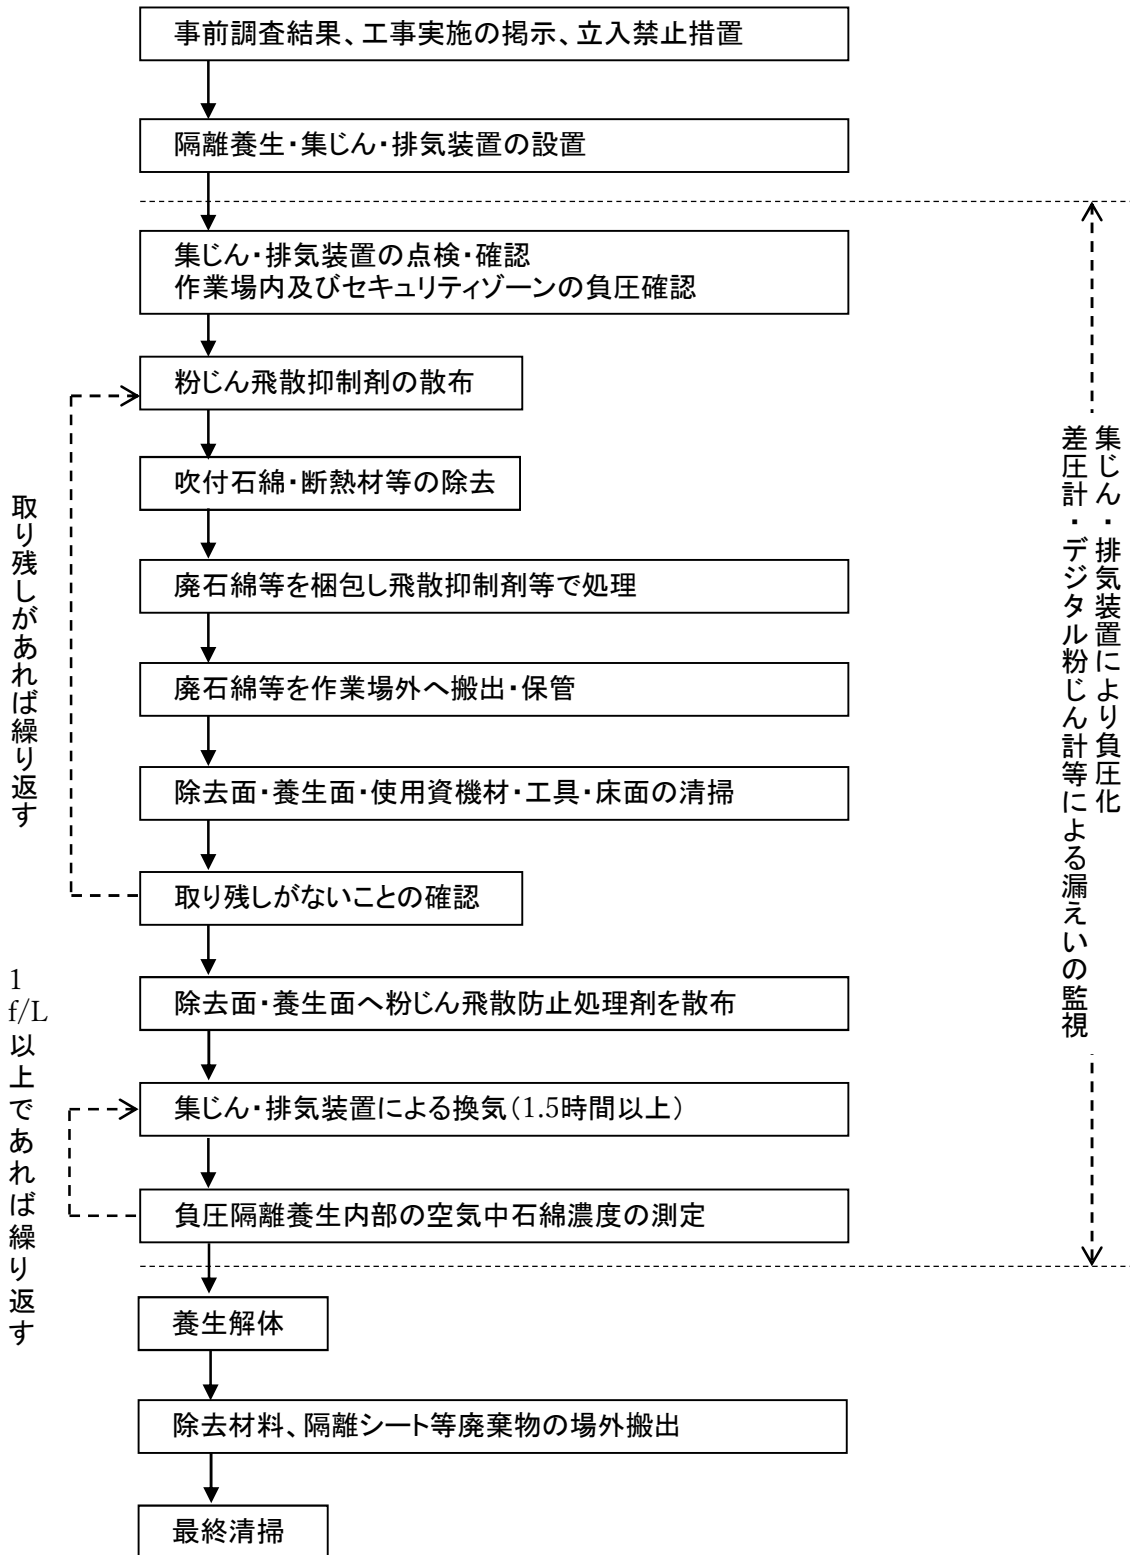 事前調査結果、工事実施の掲示、立入禁止措置
隔離養生・集じん・排気装置の設置
集じん・排気装置の点検・確認
作業場内及びセキュリティゾーンの負圧確認
粉じん飛散抑制剤の散布
吹付石綿・断熱材等の除去
廃石綿等を梱包し飛散抑制剤等で処理
廃石綿等を作業場外へ搬出・保管
除去面・養生面・使用資機材・工具・床面の清掃
取り残しがないことの確認
除去面・養生面へ粉じん飛散防止処理剤を散布
集じん・排気装置による換気（1.5時間以上）
負圧隔離養生内部の空気中石綿濃度の測定
養生解体
除去材料、隔離シート等廃棄物の場外搬出
最終清掃
取り残しがあれば繰り返す
1 f/L以上であれば繰り返す
集じん・排気装置により負圧化
差圧計・デジタル粉じん計等による漏えいの監視